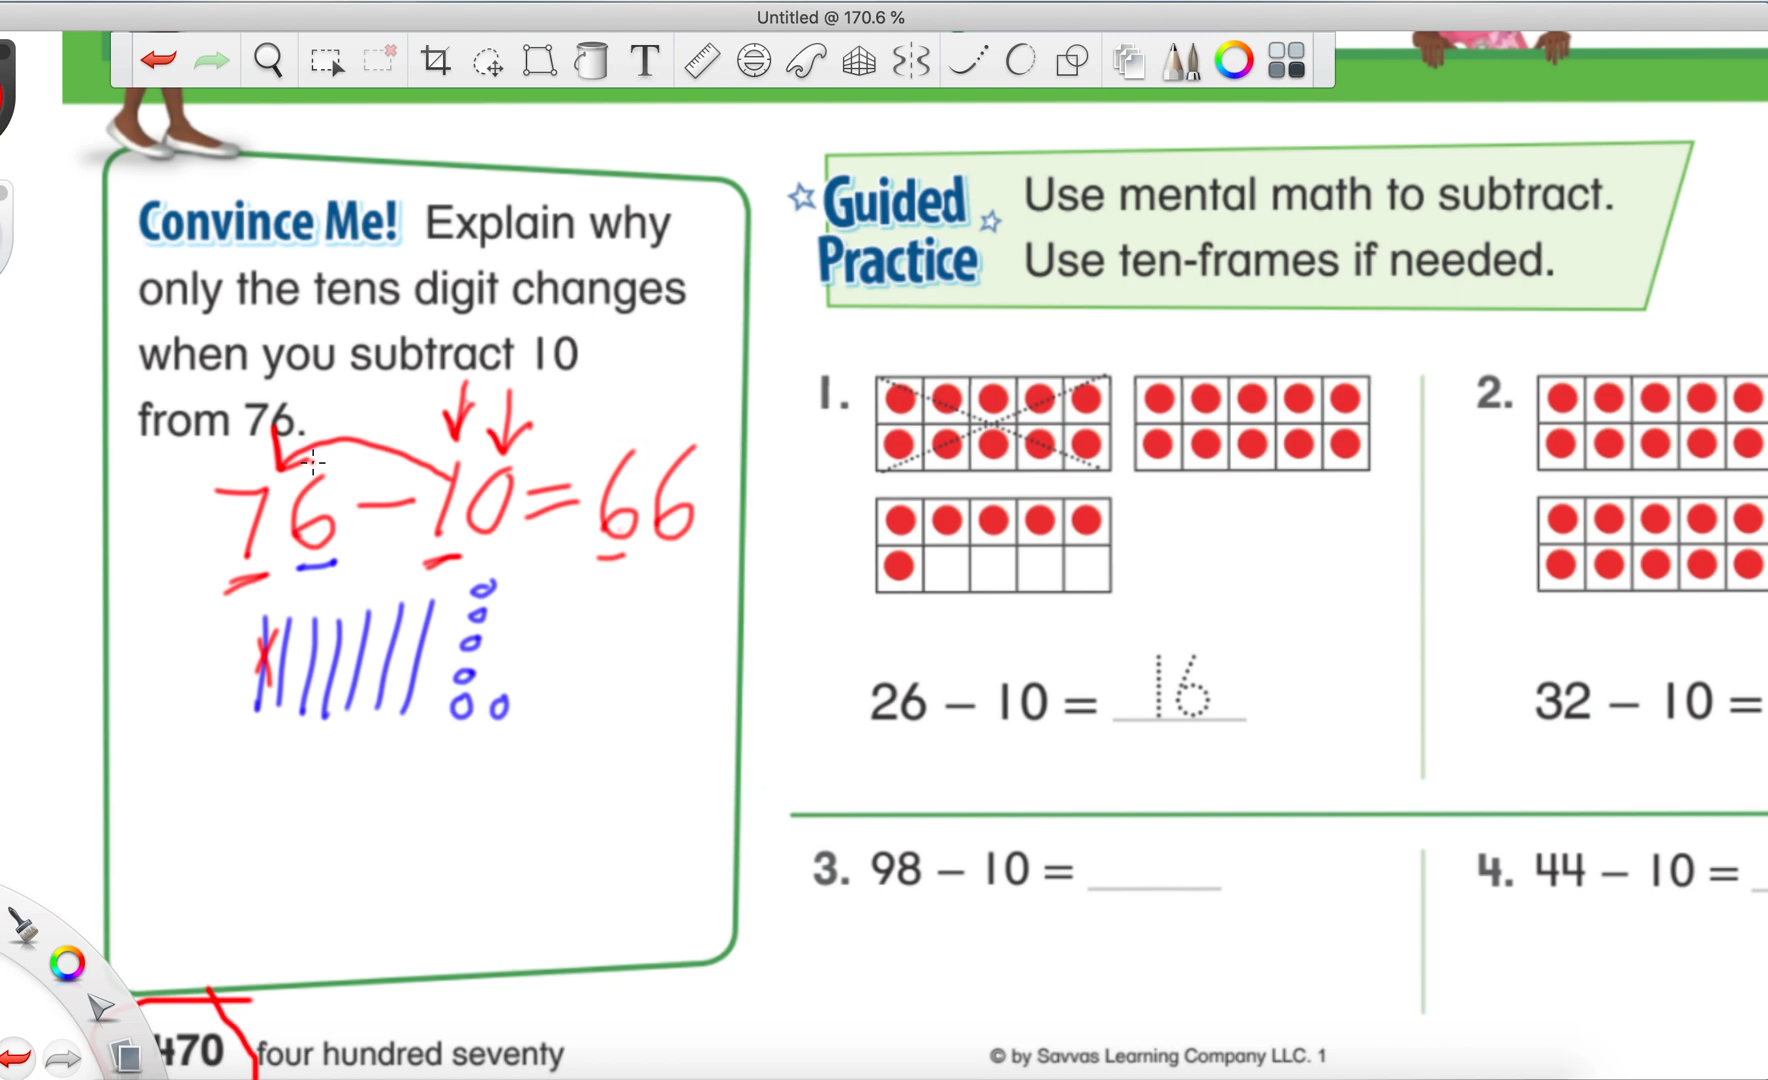 Untitled @ 170.6 %
Convince Me! Explain why
only the tens digit changes
when you subtract 10
from 76.
76 - 10 = 66
Guided Practice
Use mental math to subtract.
Use ten-frames if needed.
1.
26 – 10 = 16
2.
32 – 10 =
3. 98 – 10 =
4. 44 – 10 =
470 four hundred seventy
© by Savvas Learning Company LLC. 1